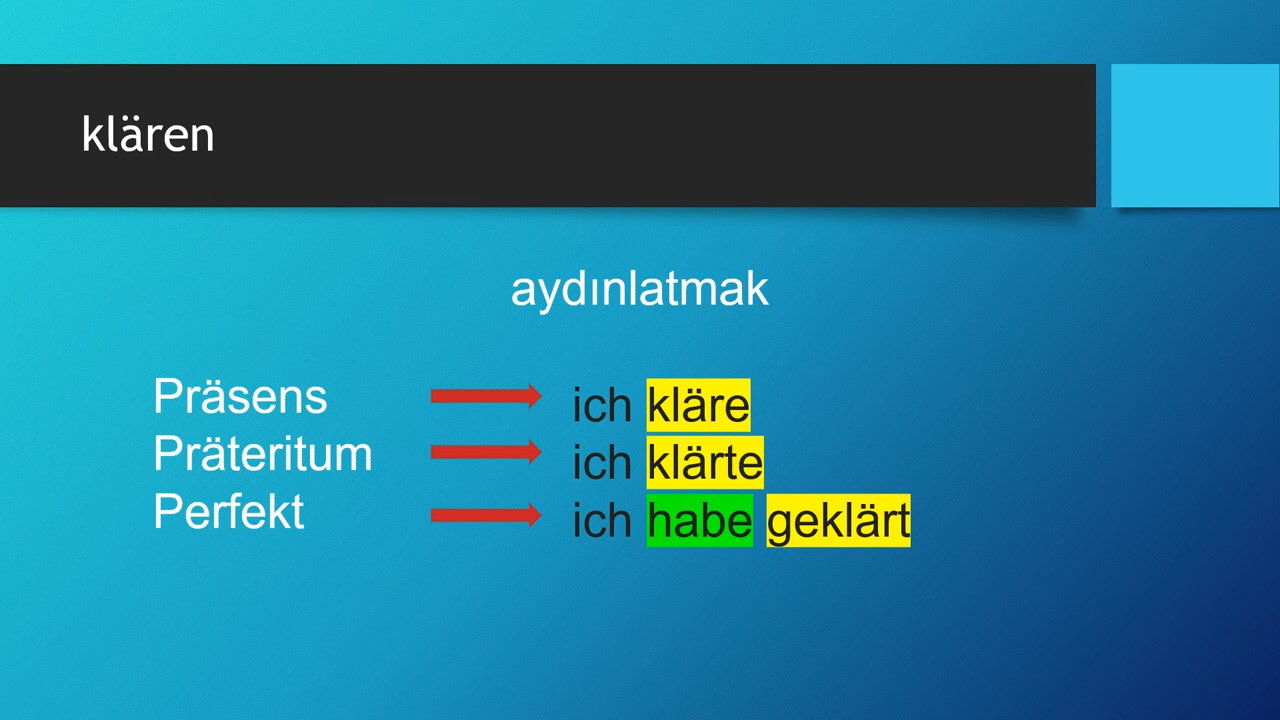 klären
aydınlatmak
Präsens ich kläre
Präteritum ich klärte
Perfekt ich habe geklärt